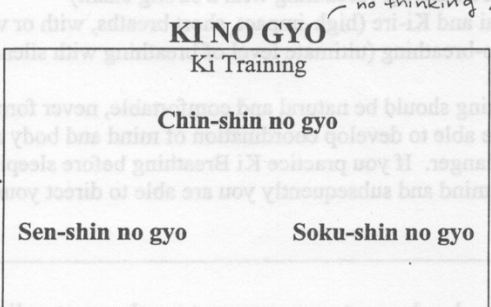 no thinking
KI NO GYO
Ki Training
Chin-shin no gyo
Sen-shin no gyo Soku-shin no gyo